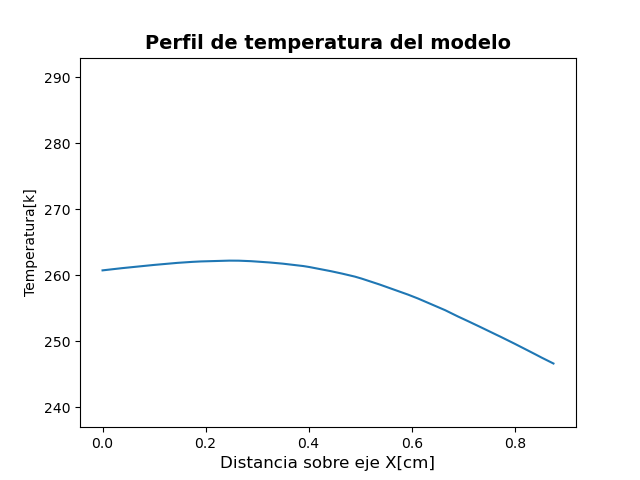 Perfil de temperatura del modelo
290
280
270
260
250
240
Temperatura[k]
0.0 0.2 0.4 0.6 0.8
Distancia sobre eje X[cm]